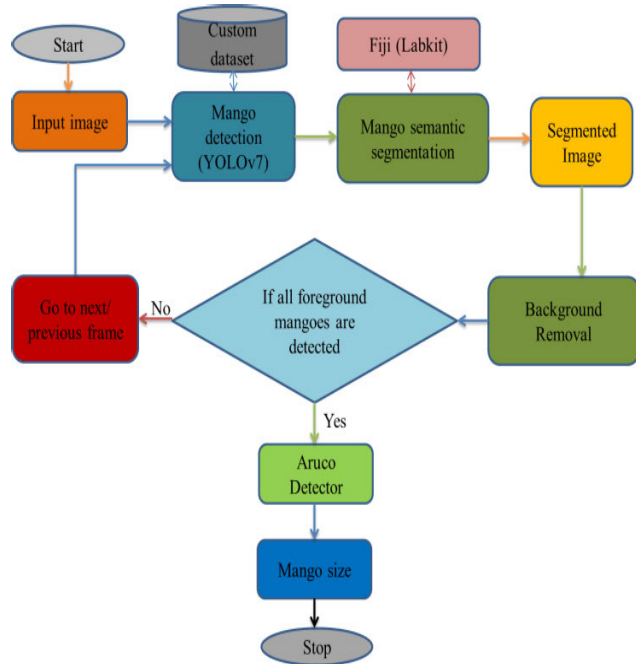 Start
Custom
dataset
Fiji (Labkit)
Input image
Mango
detection
(YOLOv7)
Mango semantic
segmentation
Segmented
Image
Go to next/
previous frame
No
If all foreground
mangoes are
detected
Background
Removal
Yes
Aruco
Detector
Mango size
Stop